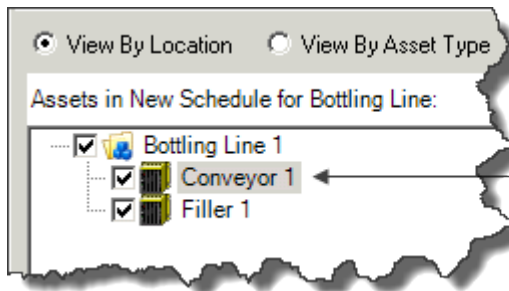 View By Location View By Asset Type
Assets in New Schedule for Bottling Line:
Bottling Line 1
Conveyor 1
Filler 1